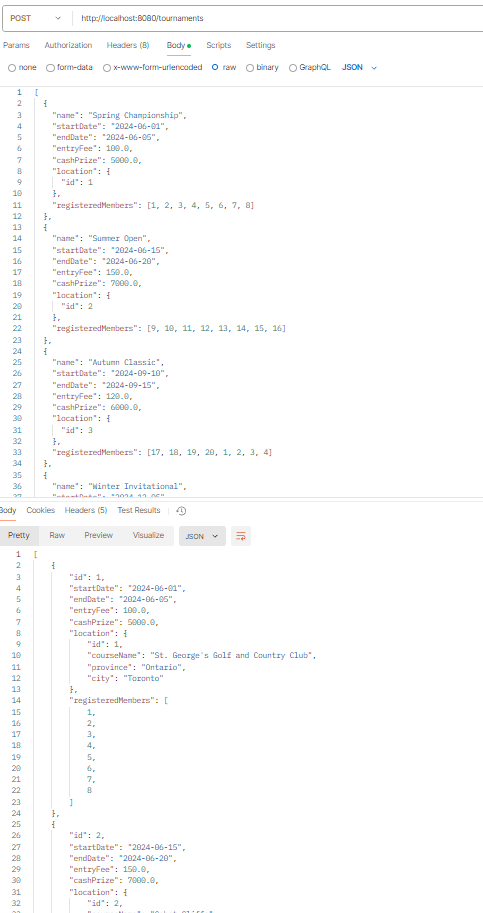 POST http://localhost:8080/tournaments
Params Authorization Headers (8) Body Scripts Settings
none form-data x-www-form-urlencoded raw binary GraphQL JSON
1 [
2 {
3 "name": "Spring Championship",
4 "startDate": "2024-06-01",
5 "endDate": "2024-06-05",
6 "entryFee": 100.0,
7 "cashPrize": 5000.0,
8 "location": {
9 "id": 1
10 },
11 "registeredMembers": [1, 2, 3, 4, 5, 6, 7, 8]
12 },
13 {
14 "name": "Summer Open",
15 "startDate": "2024-06-15",
16 "endDate": "2024-06-20",
17 "entryFee": 150.0,
18 "cashPrize": 7000.0,
19 "location": {
20 "id": 2
21 },
22 "registeredMembers": [9, 10, 11, 12, 13, 14, 15, 16]
23 },
24 {
25 "name": "Autumn Classic",
26 "startDate": "2024-09-10",
27 "endDate": "2024-09-15",
28 "entryFee": 120.0,
29 "cashPrize": 6000.0,
30 "location": {
31 "id": 3
32 },
33 "registeredMembers": [17, 18, 19, 20, 1, 2, 3, 4]
34 },
35 {
36 "name": "Winter Invitational",
37 "startDate": "2024-12-05",
Body Cookies Headers (5) Test Results
Pretty Raw Preview Visualize JSON
1 [
2 {
3 "id": 1,
4 "startDate": "2024-06-01",
5 "endDate": "2024-06-05",
6 "entryFee": 100.0,
7 "cashPrize": 5000.0,
8 "location": {
9 "id": 1,
10 "courseName": "St. George's Golf and Country Club",
11 "province": "Ontario",
12 "city": "Toronto"
13 },
14 "registeredMembers": [
15 1,
16 2,
17 3,
18 4,
19 5,
20 6,
21 7,
22 8
23 ]
24 },
25 {
26 "id": 2,
27 "startDate": "2024-06-15",
28 "endDate": "2024-06-20",
29 "entryFee": 150.0,
30 "cashPrize": 7000.0,
31 "location": {
32 "id": 2,